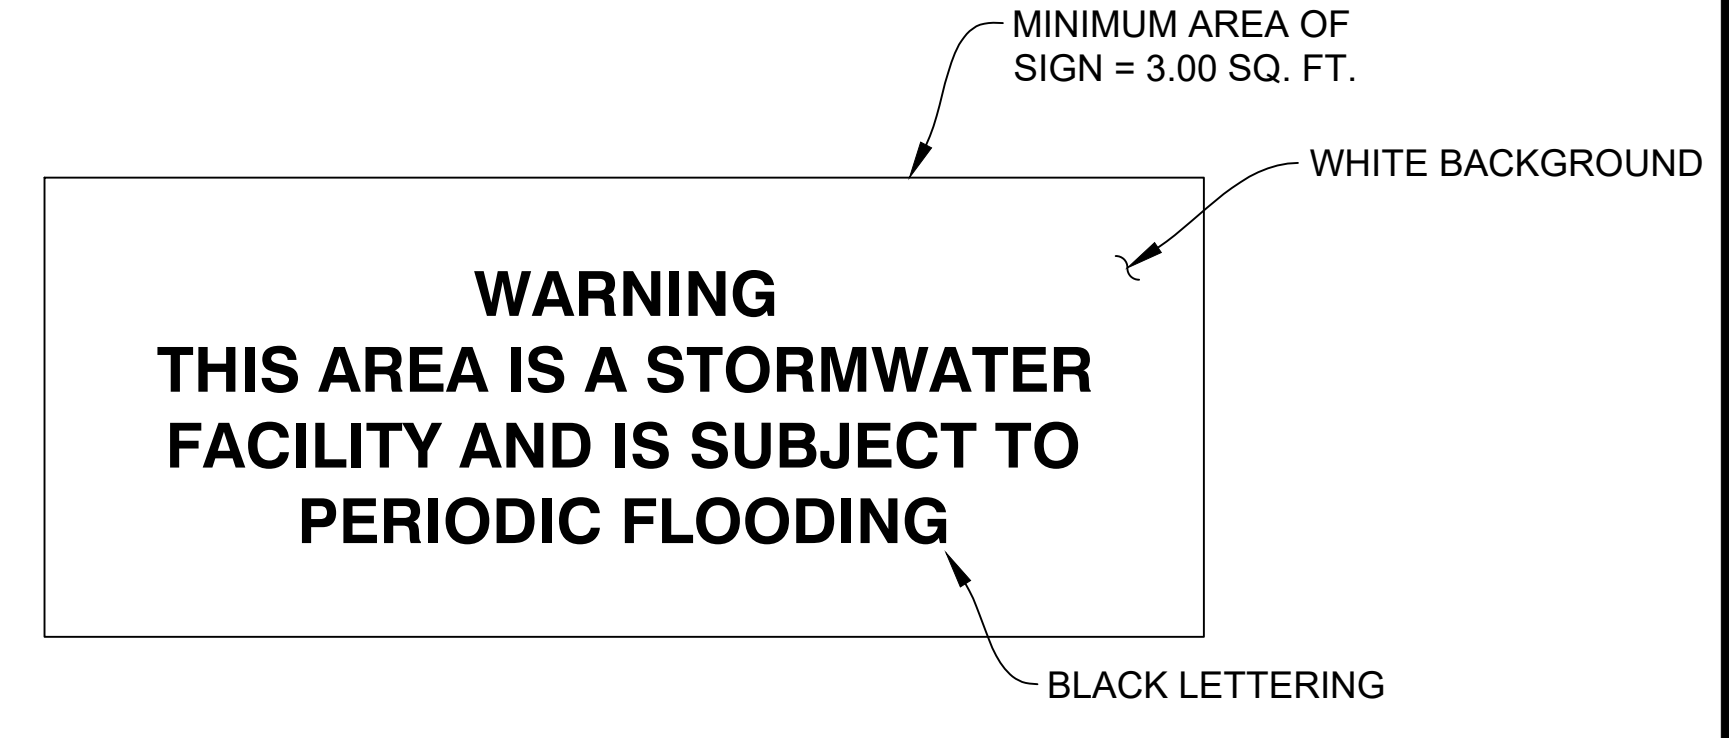 MINIMUM AREA OF
SIGN = 3.00 SQ. FT.
WHITE BACKGROUND
WARNING
THIS AREA IS A STORMWATER
FACILITY AND IS SUBJECT TO
PERIODIC FLOODING
BLACK LETTERING